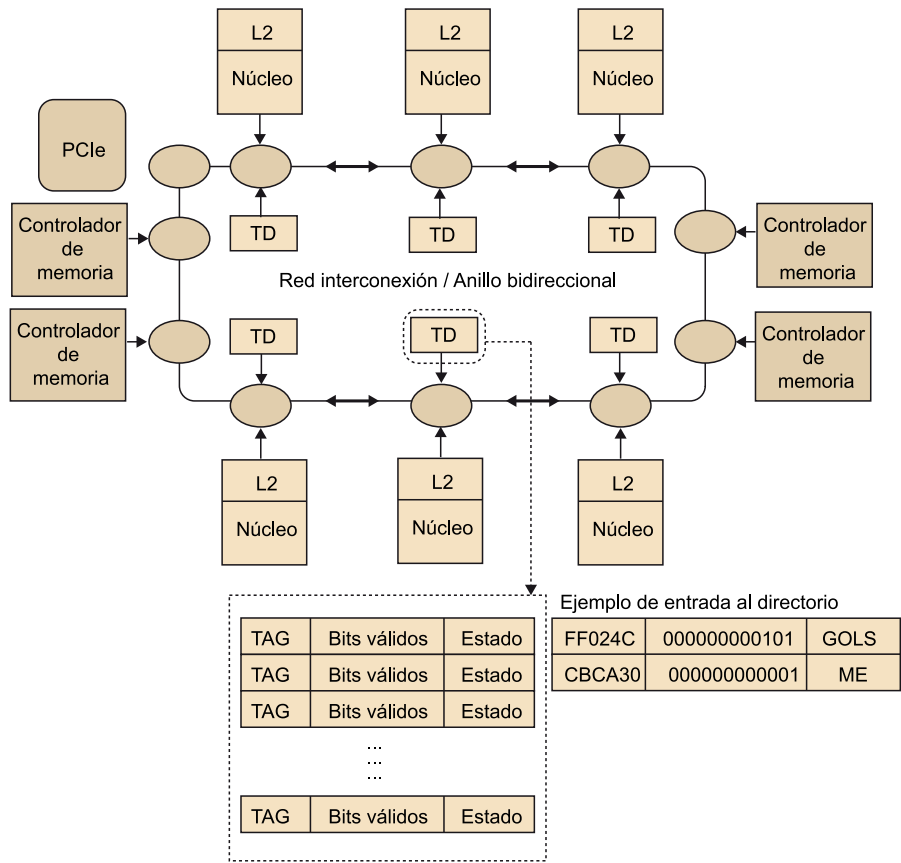 L2
Núcleo
L2
Núcleo
L2
Núcleo
PCIe
Controlador
de
memoria
TD
TD
TD
Controlador
de
memoria
Red interconexión / Anillo bidireccional
Controlador
de
memoria
TD
TD
TD
Controlador
de
memoria
L2
Núcleo
L2
Núcleo
L2
Núcleo
Ejemplo de entrada al directorio
TAG Bits válidos Estado
FF024C 000000000101 GOLS
TAG Bits válidos Estado
CBCA30 000000000001 ME
TAG Bits válidos Estado
...
...
TAG Bits válidos Estado